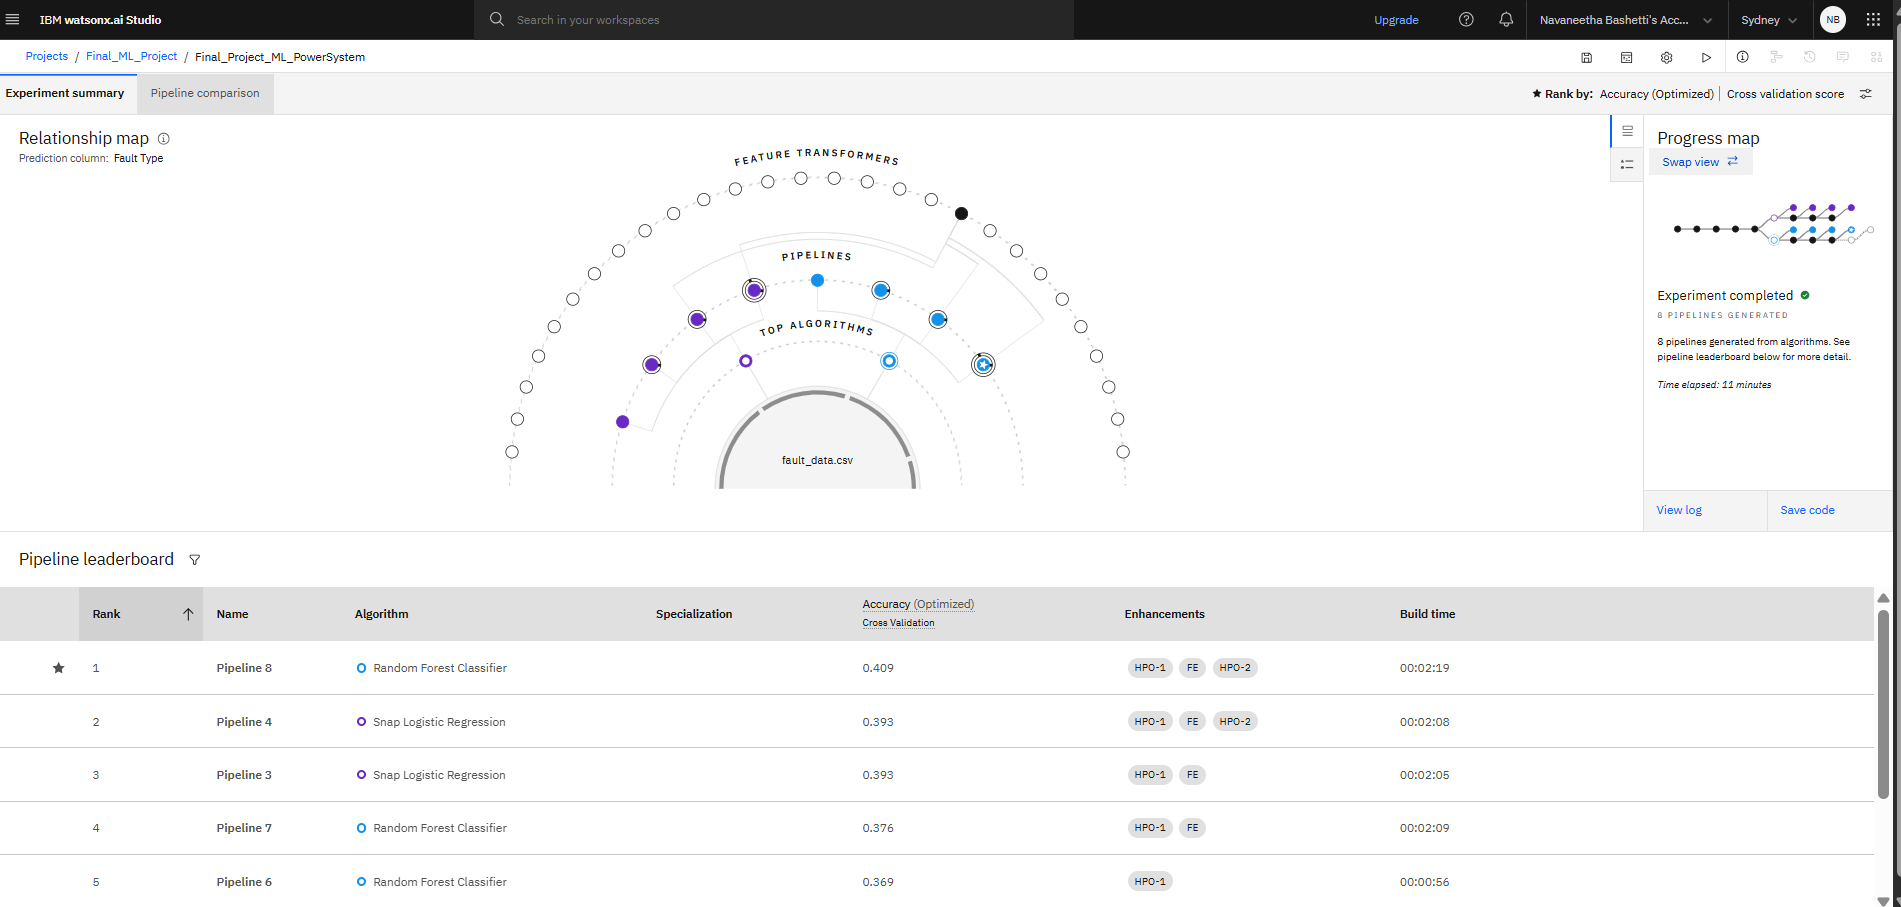 IBM watsonx.ai Studio
Search in your workspaces
Upgrade
Navaneetha Bashetti's Acc...
Sydney
NB
Projects / Final_ML_Project / Final_Project_ML_PowerSystem
Experiment summary
Pipeline comparison
Rank by: Accuracy (Optimized) | Cross validation score
Relationship map
Prediction column: Fault Type
FEATURE TRANSFORMERS
PIPELINES
TOP ALGORITHMS
fault_data.csv
Progress map
Swap view
Experiment completed
8 PIPELINES GENERATED
8 pipelines generated from algorithms. See
pipeline leaderboard below for more detail.
Time elapsed: 11 minutes
View log
Save code
Pipeline leaderboard
Rank Name Algorithm Specialization Accuracy (Optimized) Enhancements Build time
Cross Validation
1 Pipeline 8 Random Forest Classifier 0.409 HPO-1 FE HPO-2 00:02:19
2 Pipeline 4 Snap Logistic Regression 0.393 HPO-1 FE HPO-2 00:02:08
3 Pipeline 3 Snap Logistic Regression 0.393 HPO-1 FE 00:02:05
4 Pipeline 7 Random Forest Classifier 0.376 HPO-1 FE 00:02:09
5 Pipeline 6 Random Forest Classifier 0.369 HPO-1 00:00:56